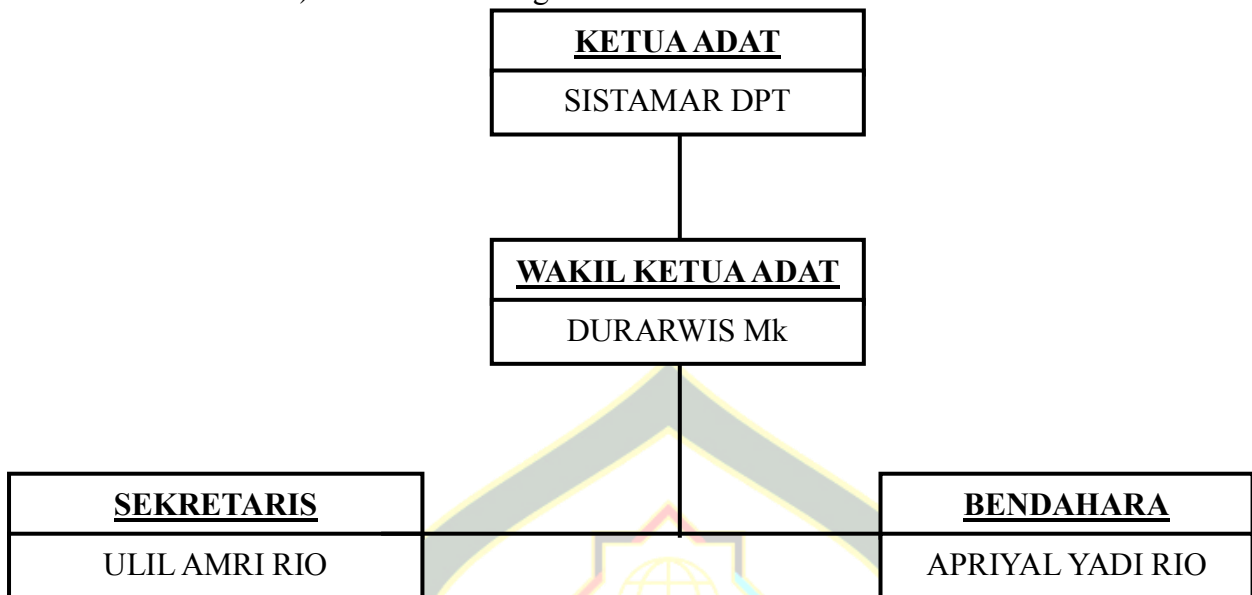 KETUA ADAT
SISTAMAR DPT
WAKIL KETUA ADAT
DURARWIS Mk
SEKRETARIS
BENDAHARA
ULIL AMRI RIO
APRIYAL YADI RIO